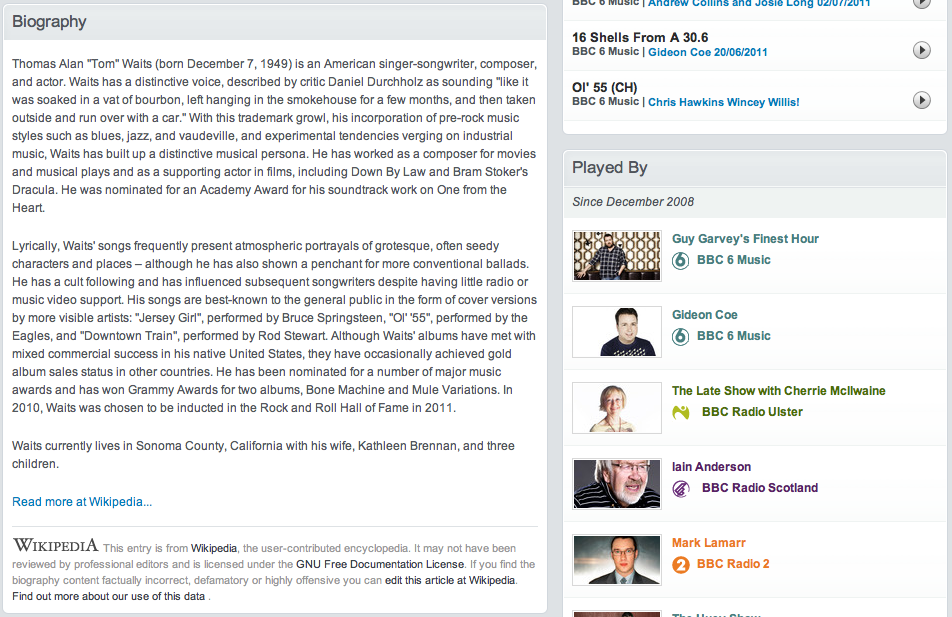 Biography
Thomas Alan "Tom" Waits (born December 7, 1949) is an American singer-songwriter, composer,
and actor. Waits has a distinctive voice, described by critic Daniel Durchholz as sounding "like it
was soaked in a vat of bourbon, left hanging in the smokehouse for a few months, and then taken
outside and run over with a car." With this trademark growl, his incorporation of pre-rock music
styles such as blues, jazz, and vaudeville, and experimental tendencies verging on industrial
music, Waits has built up a distinctive musical persona. He has worked as a composer for movies
and musical plays and as a supporting actor in films, including Down By Law and Bram Stoker's
Dracula. He was nominated for an Academy Award for his soundtrack work on One from the
Heart.
Lyrically, Waits' songs frequently present atmospheric portrayals of grotesque, often seedy
characters and places – although he has also shown a penchant for more conventional ballads.
He has a cult following and has influenced subsequent songwriters despite having little radio or
music video support. His songs are best-known to the general public in the form of cover versions
by more visible artists: "Jersey Girl", performed by Bruce Springsteen, "Ol' '55", performed by the
Eagles, and "Downtown Train", performed by Rod Stewart. Although Waits' albums have met with
mixed commercial success in his native United States, they have occasionally achieved gold
album sales status in other countries. He has been nominated for a number of major music
awards and has won Grammy Awards for two albums, Bone Machine and Mule Variations. In
2010, Waits was chosen to be inducted in the Rock and Roll Hall of Fame in 2011.
Waits currently lives in Sonoma County, California with his wife, Kathleen Brennan, and three
children.
Read more at Wikipedia...
WIKIPEDIA This entry is from Wikipedia, the user-contributed encyclopedia. It may not have been
reviewed by professional editors and is licensed under the GNU Free Documentation License. If you find the
biography content factually incorrect, defamatory or highly offensive you can edit this article at Wikipedia.
Find out more about our use of this data .
BBC 6 Music | Andrew Collins and Josie Long 02/07/2011
16 Shells From A 30.6
BBC 6 Music | Gideon Coe 20/06/2011
Ol' 55 (CH)
BBC 6 Music | Chris Hawkins Wincey Willis!
Played By
Since December 2008
Guy Garvey's Finest Hour
6 BBC 6 Music
Gideon Coe
6 BBC 6 Music
The Late Show with Cherrie McIlwaine
BBC Radio Ulster
Iain Anderson
BBC Radio Scotland
Mark Lamarr
2 BBC Radio 2
The Huey Show